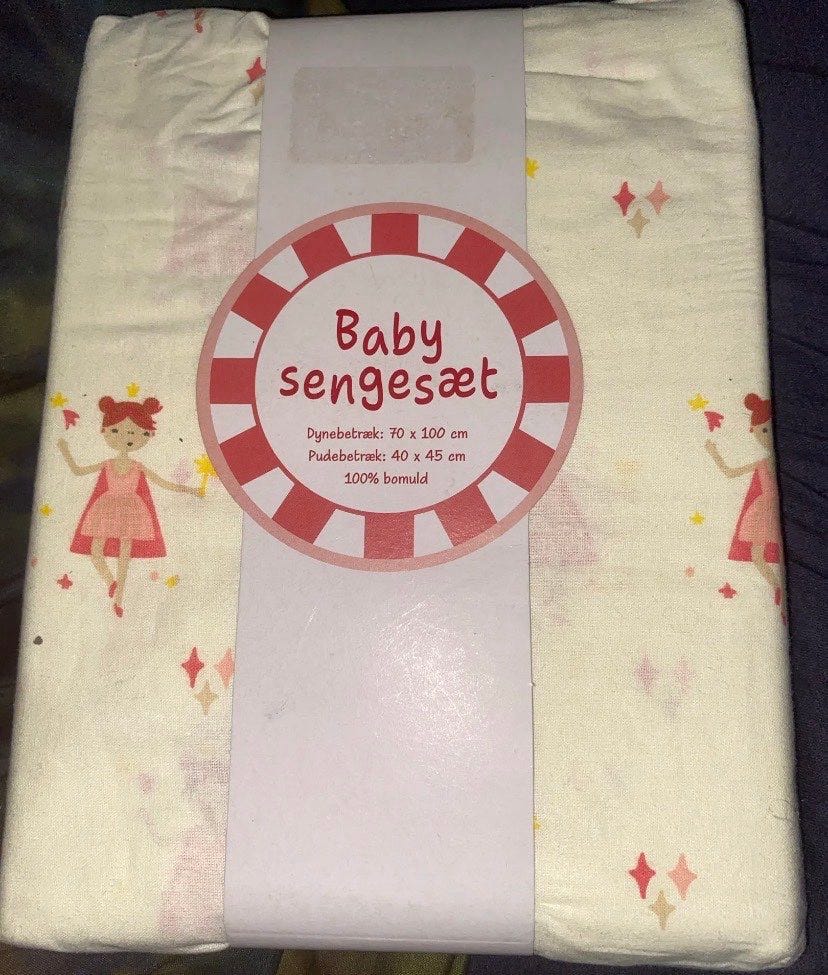 Baby
sengesæt
Dynebetræk: 70 x 100 cm
Pudebetræk: 40 x 45 cm
100% bomuld